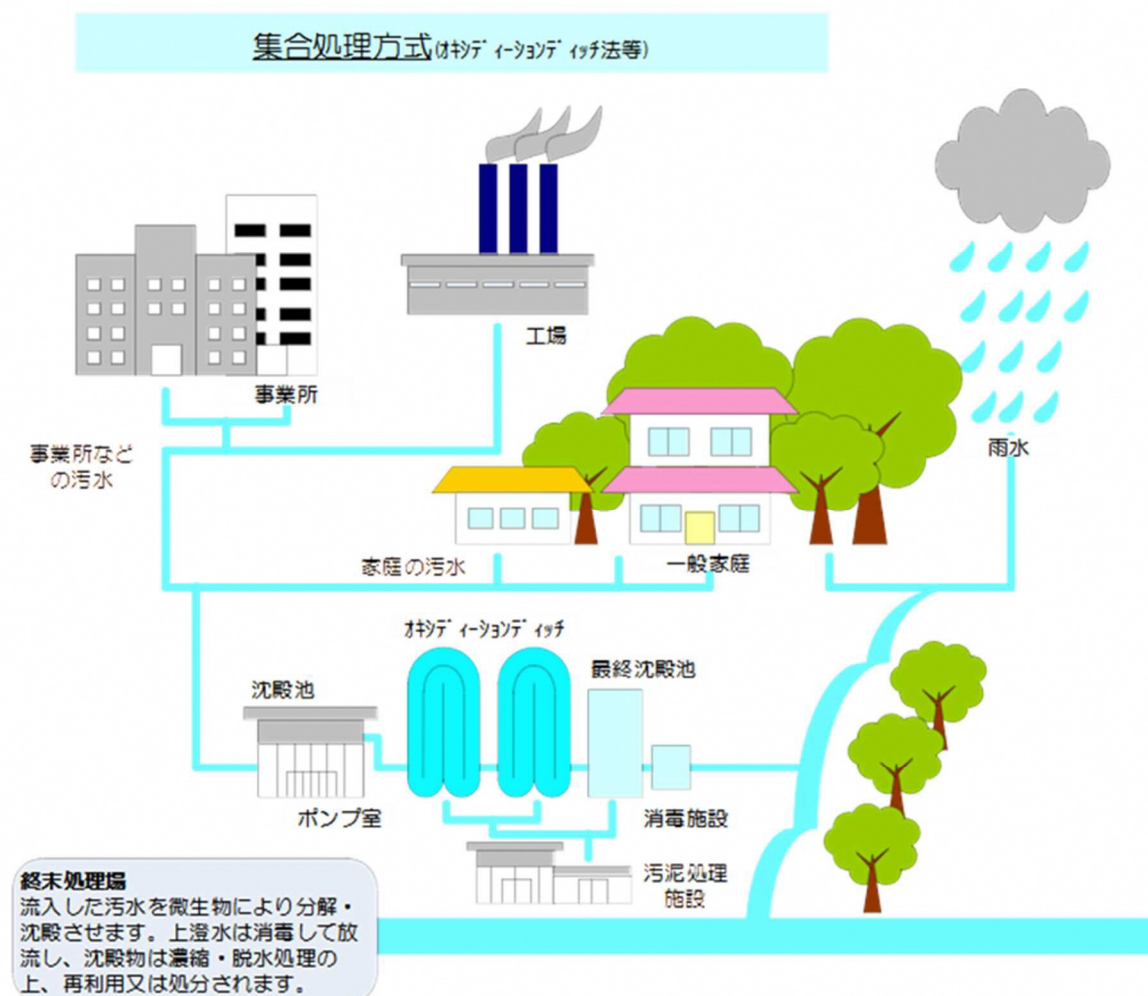 集合処理方式(ｵｷｼﾃﾞｨｰｼｮﾝﾃﾞｨｯﾁ法等)
工場
事業所
事業所など
の汚水
雨水
家庭の汚水
一般家庭
ｵｷｼﾃﾞｨｰｼｮﾝﾃﾞｨｯﾁ
最終沈殿池
沈殿池
ポンプ室
消毒施設
汚泥処理
施設
終末処理場
流入した汚水を微生物により分解・
沈殿させます。上澄水は消毒して放
流し、沈殿物は濃縮・脱水処理の
上、再利用又は処分されます。